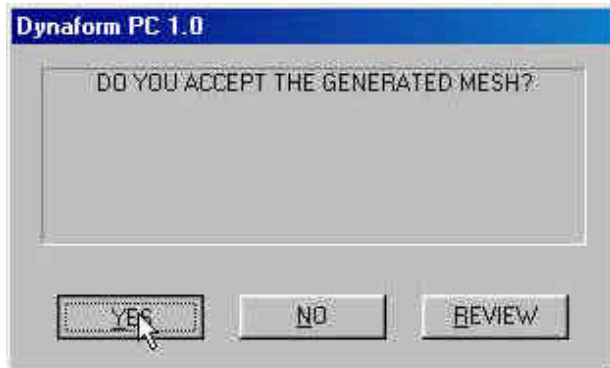 Dynaform PC 1.0
DO YOU ACCEPT THE GENERATED MESH?
YES
NO
REVIEW